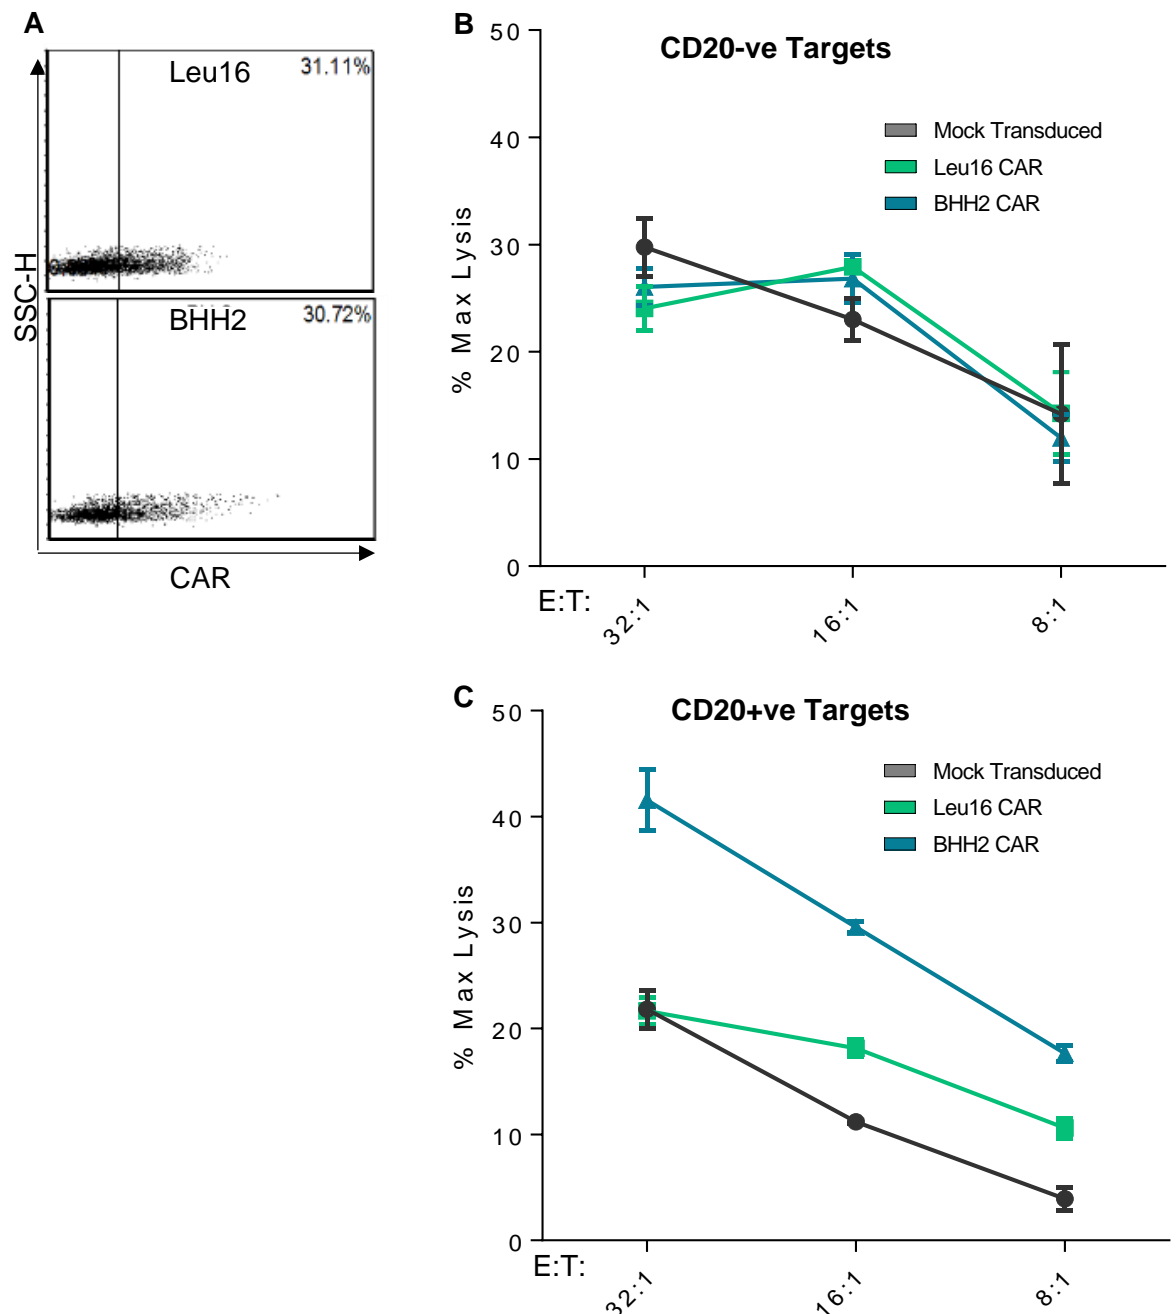 A
Leu16 31.11%
BHH2 30.72%
SSC-H
CAR
B
CD20-ve Targets
50
40
30
20
10
0
% Max Lysis
Mock Transduced
Leu16 CAR
BHH2 CAR
E:T:
32:1
16:1
8:1
C
CD20+ve Targets
50
40
30
20
10
0
% Max Lysis
Mock Transduced
Leu16 CAR
BHH2 CAR
E:T:
32:1
16:1
8:1